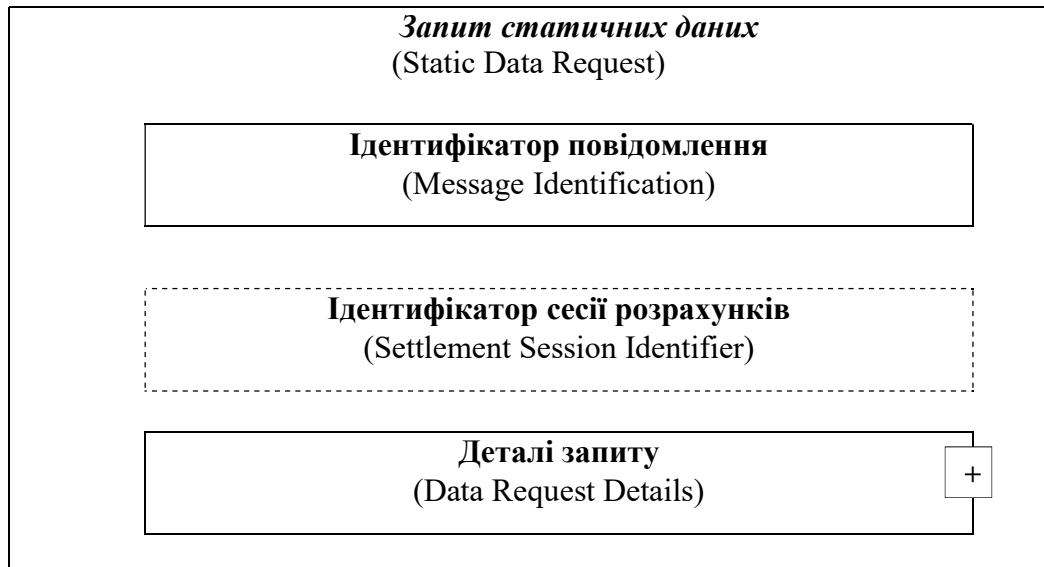 Запит статичних даних
(Static Data Request)
Ідентифікатор повідомлення
(Message Identification)
Ідентифікатор сесії розрахунків
(Settlement Session Identifier)
Деталі запиту
(Data Request Details)
+